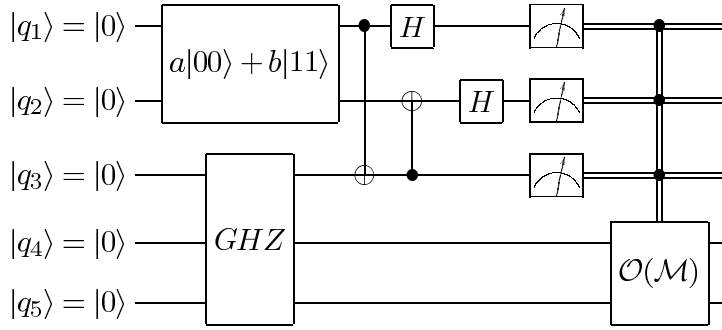 |q₁⟩ = |0⟩ a|00⟩ + b|11⟩ H
|q₂⟩ = |0⟩ H
|q₃⟩ = |0⟩
|q₄⟩ = |0⟩ GHZ 𝒪(ℳ)
|q₅⟩ = |0⟩